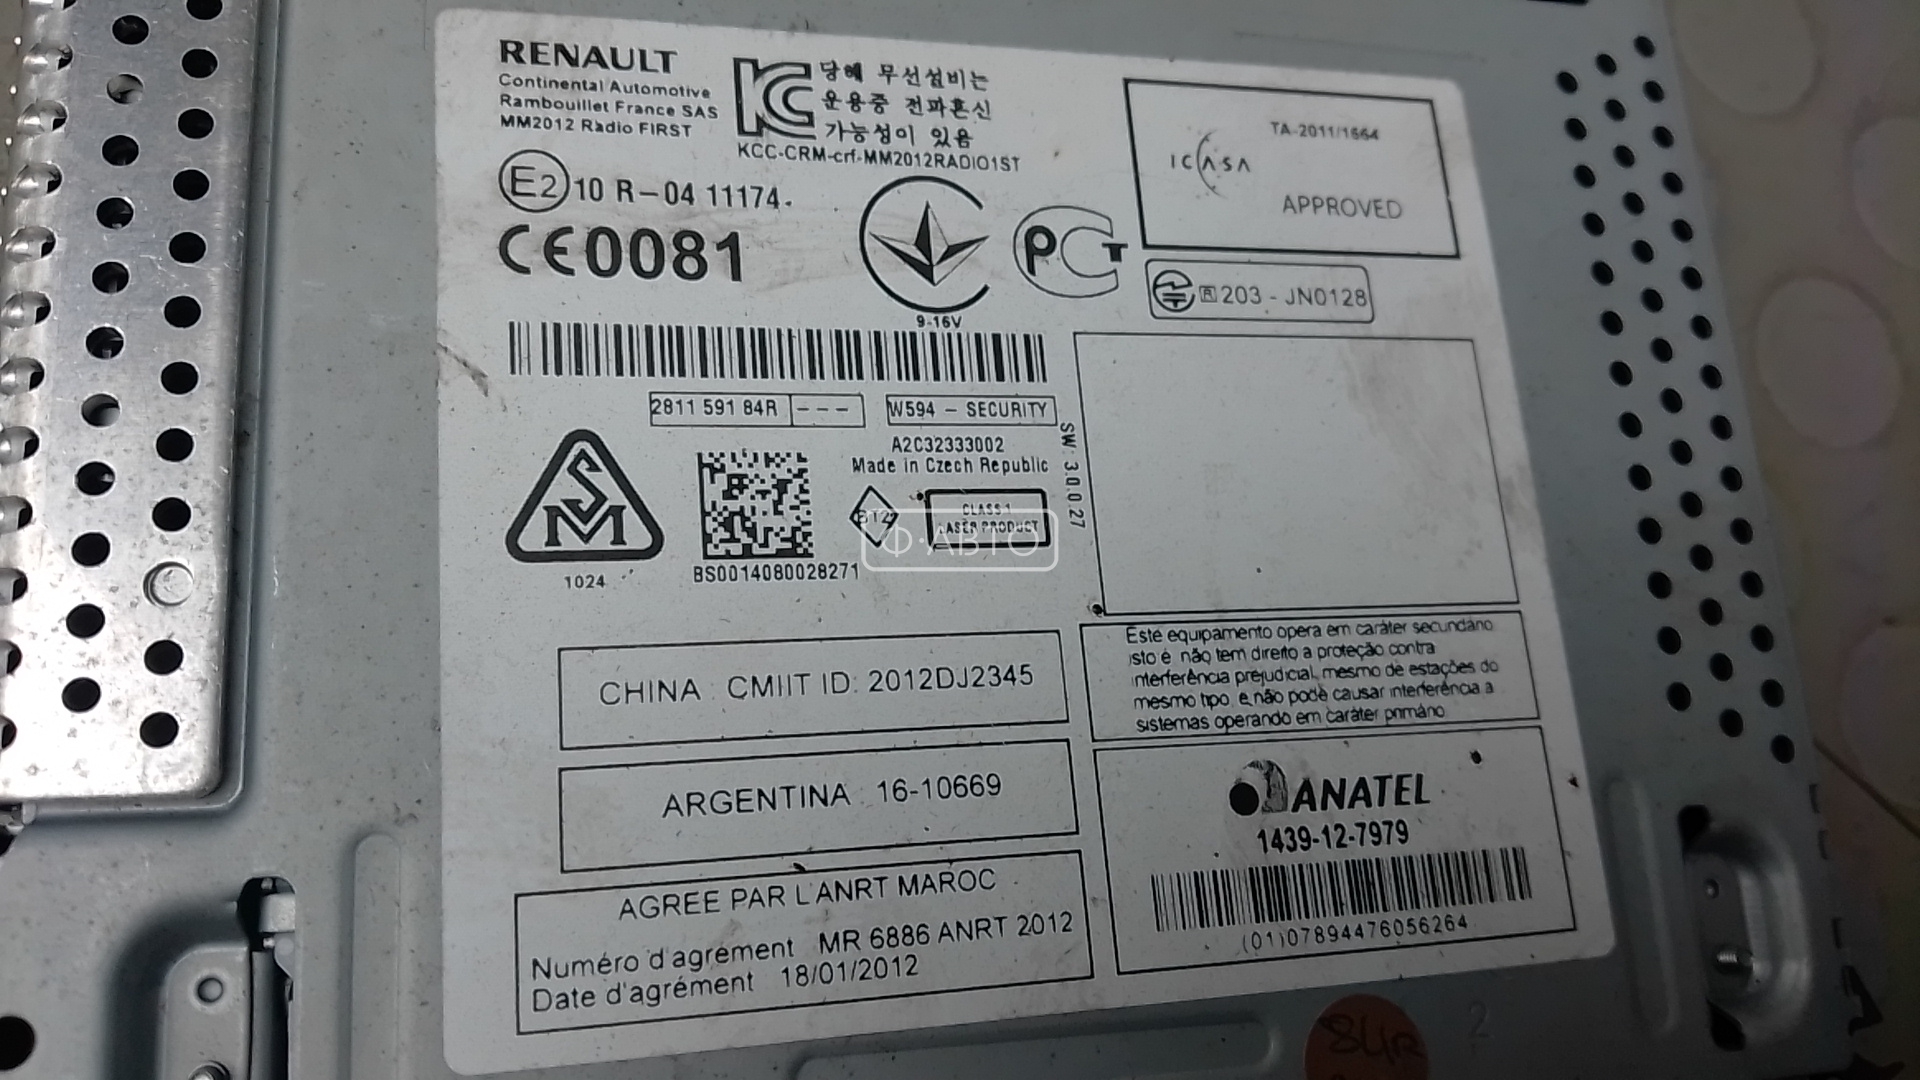 RENAULT
Continental Automotive
Rambouillet France SAS
MM2012 Radio FIRST
당해 무선설비는
운용중 전파혼신
가능성이 있음
KCC-CRM-crf-MM2012RADIO1ST
E2 10 R-04 11174.
CE0081
9-16V
PCT
TA-2011/1664
ICASA
APPROVED
R 203 - JN0128
2811 591 84R ---
W594 - SECURITY
A2C32333002
Made in Czech Republic
SW: 3.0.0.27
SM
1024
BS0014080028271
BT2
CLASS 1
LASER PRODUCT
Ф·АВТО
CHINA CMIIT ID: 2012DJ2345
ARGENTINA 16-10669
AGREE PAR L'ANRT MAROC
Numéro d'agrement MR 6886 ANRT 2012
Date d'agrément 18/01/2012
Este equipamento opera em caráter secundário
isto é não tem direito a proteção contra
interferência prejudicial, mesmo de estações do
mesmo tipo e não pode causar interferência a
sistemas operando em caráter primário
ANATEL
1439-12-7979
(01)07894476056264
84R
2